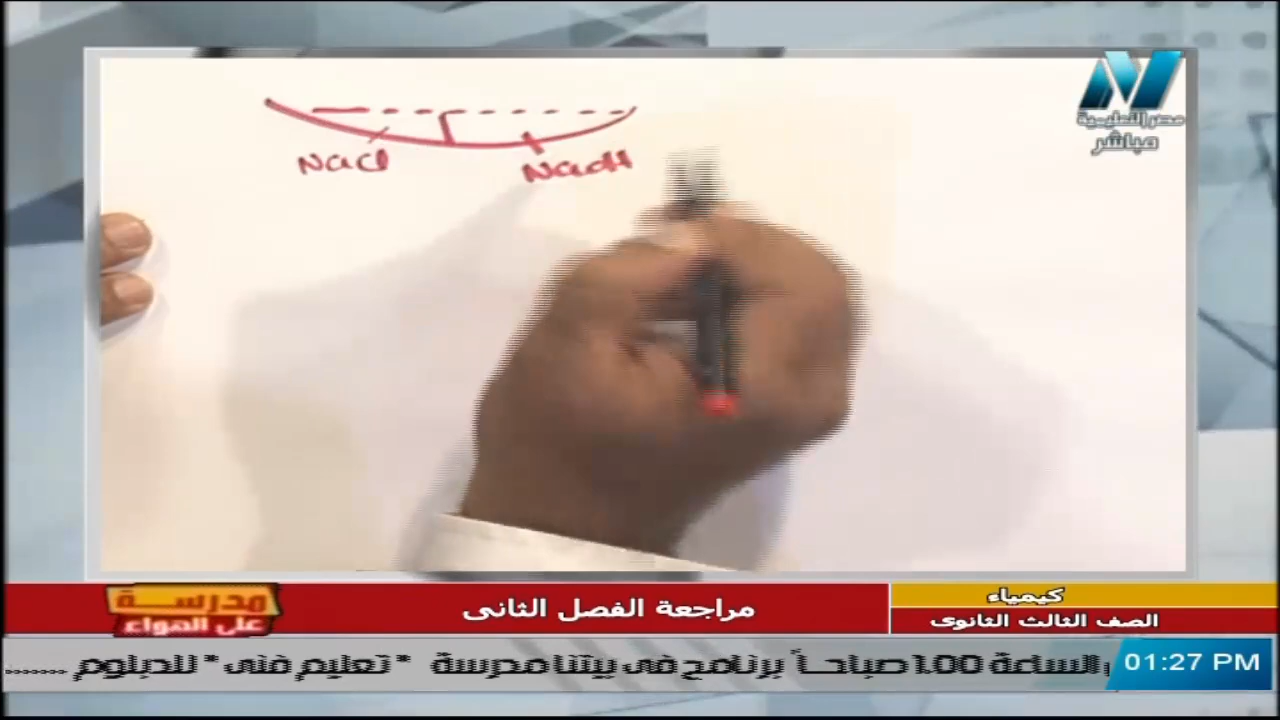 مصر التعليمية
مباشر
NaCl
NaOH
كيمياء
الصف الثالث الثانوى
مراجعة الفصل الثانى
مدرسة
على الهواء
الساعة 1.00 صباحاً برنامج فى بيتنا مدرسة "تعليم فنى" للدبلوم ........
01:27 PM